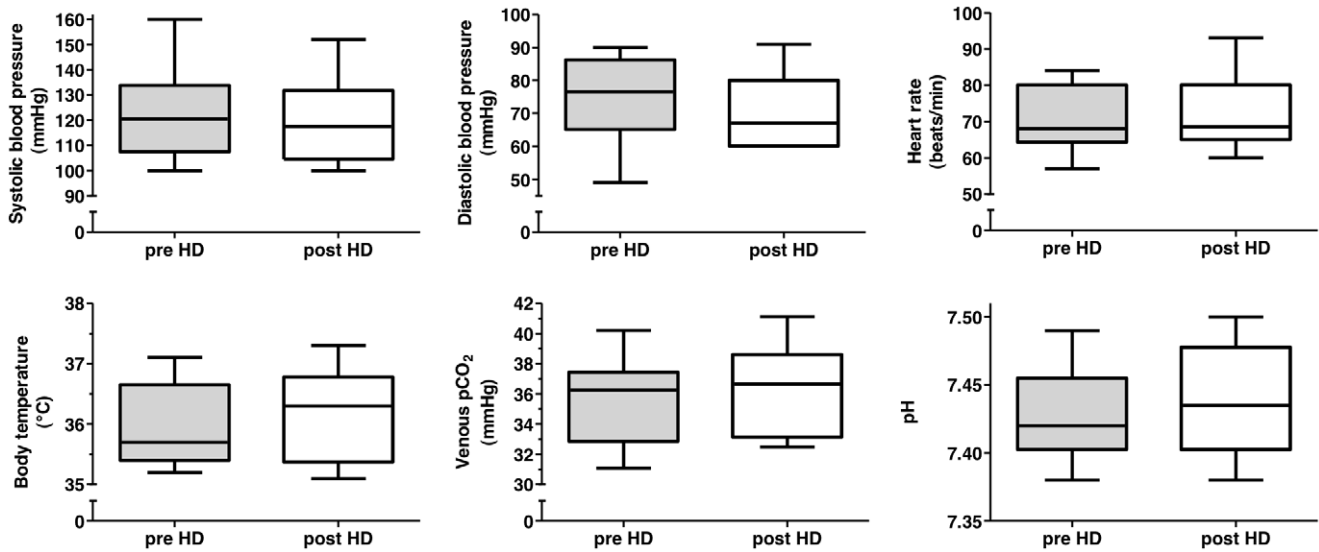 Systolic blood pressure
(mmHg)
160
150
140
130
120
110
100
90
0
pre HD
post HD
Diastolic blood pressure
(mmHg)
100
90
80
70
60
50
0
pre HD
post HD
Heart rate
(beats/min)
100
90
80
70
60
50
0
pre HD
post HD
Body temperature
(°C)
38
37
36
35
0
pre HD
post HD
Venous pCO₂
(mmHg)
42
40
38
36
34
32
30
0
pre HD
post HD
pH
7.50
7.45
7.40
7.35
pre HD
post HD